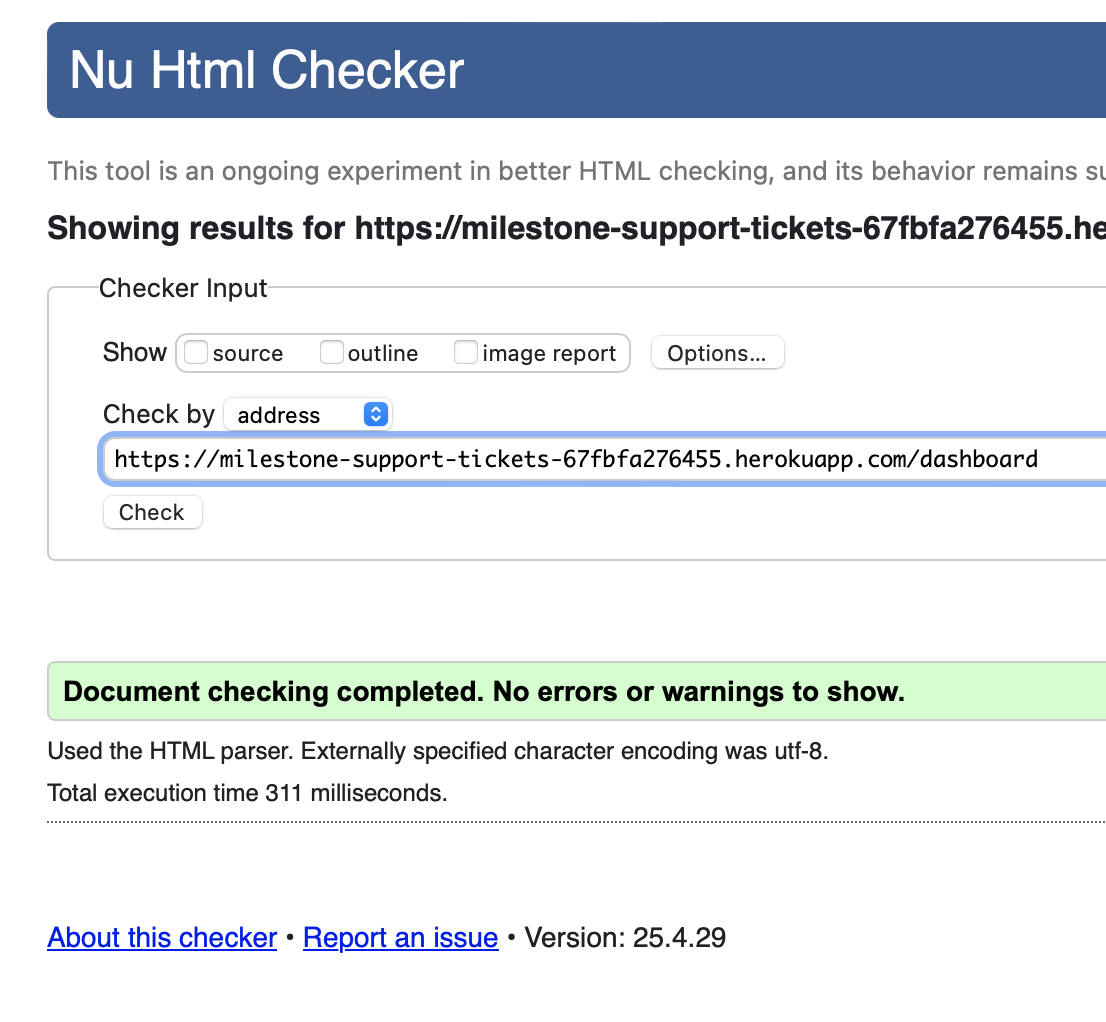 Nu Html Checker
This tool is an ongoing experiment in better HTML checking, and its behavior remains
Showing results for https://milestone-support-tickets-67fbfa276455.he
Checker Input
Show source outline image report Options...
Check by address
https://milestone-support-tickets-67fbfa276455.herokuapp.com/dashboard
Check
Document checking completed. No errors or warnings to show.
Used the HTML parser. Externally specified character encoding was utf-8.
Total execution time 311 milliseconds.
About this checker • Report an issue • Version: 25.4.29